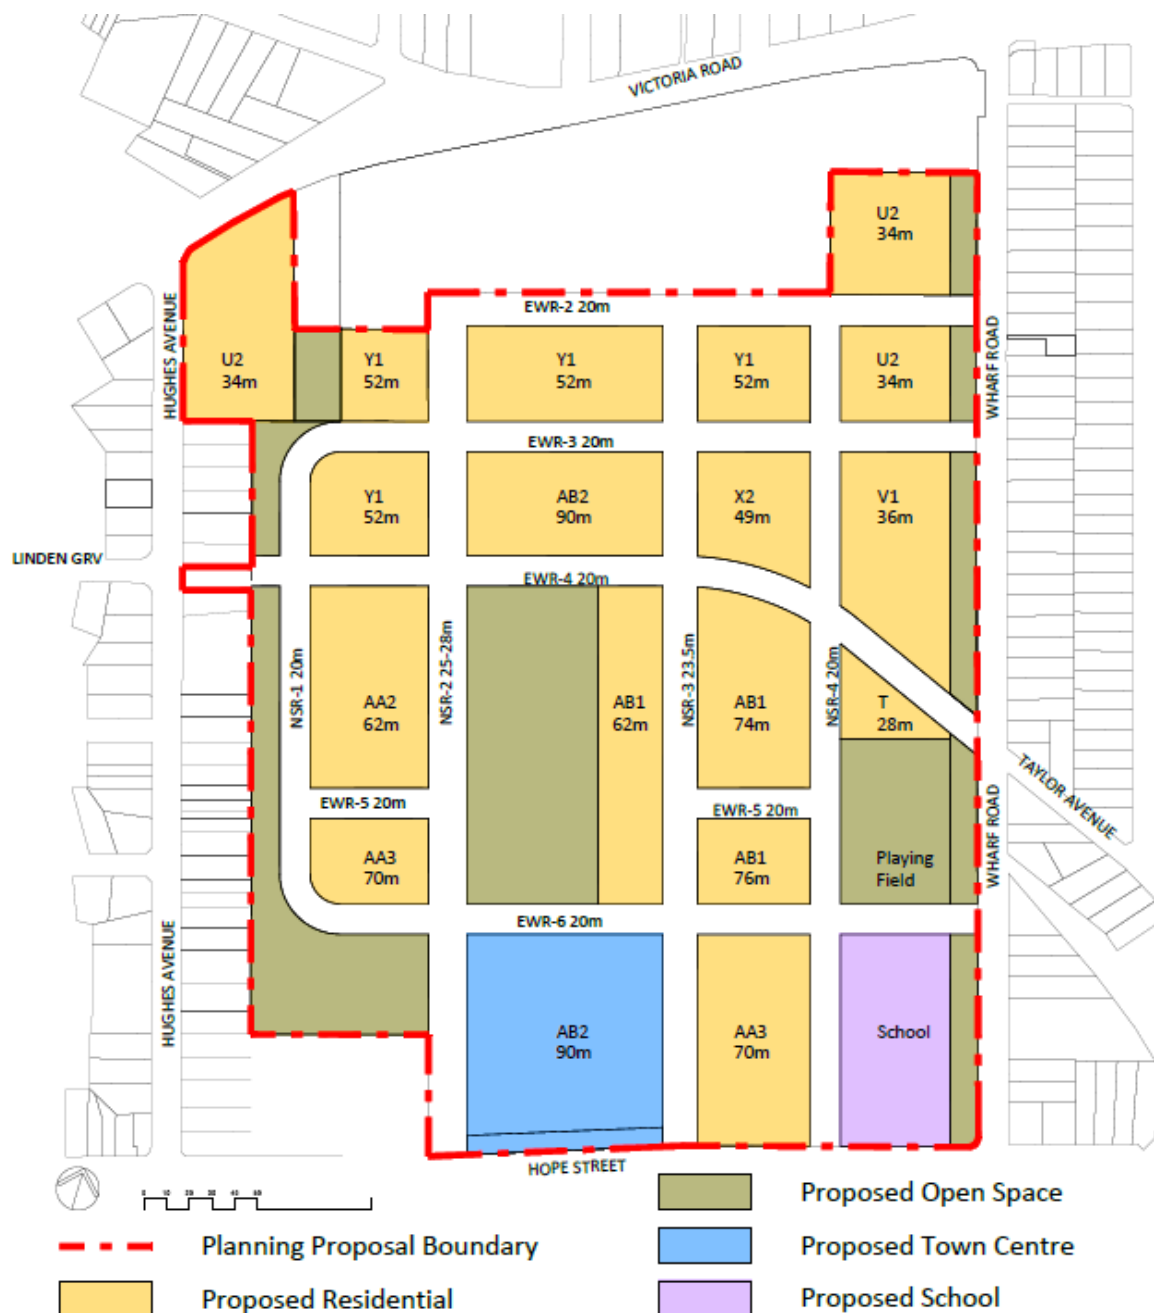 VICTORIA ROAD
U2
34m
HUGHES AVENUE
EWR-2 20m
WHARF ROAD
U2
34m
Y1
52m
Y1
52m
Y1
52m
U2
34m
EWR-3 20m
Y1
52m
AB2
90m
X2
49m
V1
36m
LINDEN GRV
EWR-4 20m
NSR-1 20m
NSR-2 25-28m
NSR-3 23.5m
NSR-4 20m
AA2
62m
AB1
62m
AB1
74m
T
28m
TAYLOR AVENUE
EWR-5 20m
EWR-5 20m
WHARF ROAD
AA3
70m
AB1
76m
Playing
Field
EWR-6 20m
HUGHES AVENUE
AB2
90m
AA3
70m
School
HOPE STREET
Proposed Open Space
Planning Proposal Boundary
Proposed Town Centre
Proposed Residential
Proposed School